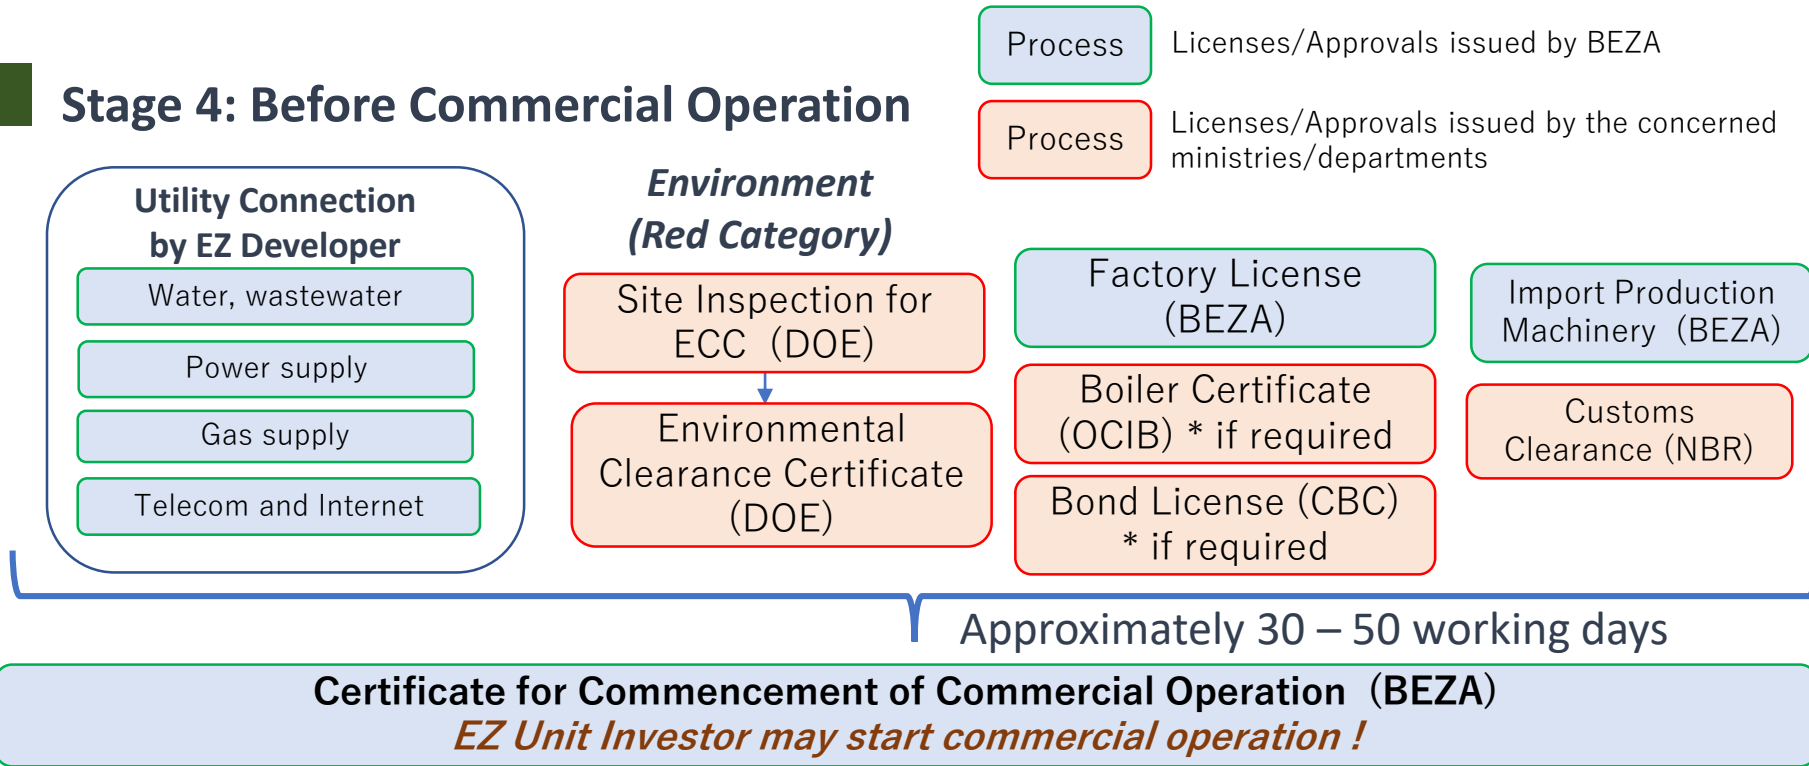 Process
Licenses/Approvals issued by BEZA
Stage 4: Before Commercial Operation
Process
Licenses/Approvals issued by the concerned
ministries/departments
Utility Connection
by EZ Developer
Water, wastewater
Power supply
Gas supply
Telecom and Internet
Environment
(Red Category)
Site Inspection for
ECC (DOE)
Environmental
Clearance Certificate
(DOE)
Factory License
(BEZA)
Boiler Certificate
(OCIB) * if required
Bond License (CBC)
* if required
Import Production
Machinery (BEZA)
Customs
Clearance (NBR)
Approximately 30 – 50 working days
Certificate for Commencement of Commercial Operation (BEZA)
EZ Unit Investor may start commercial operation !